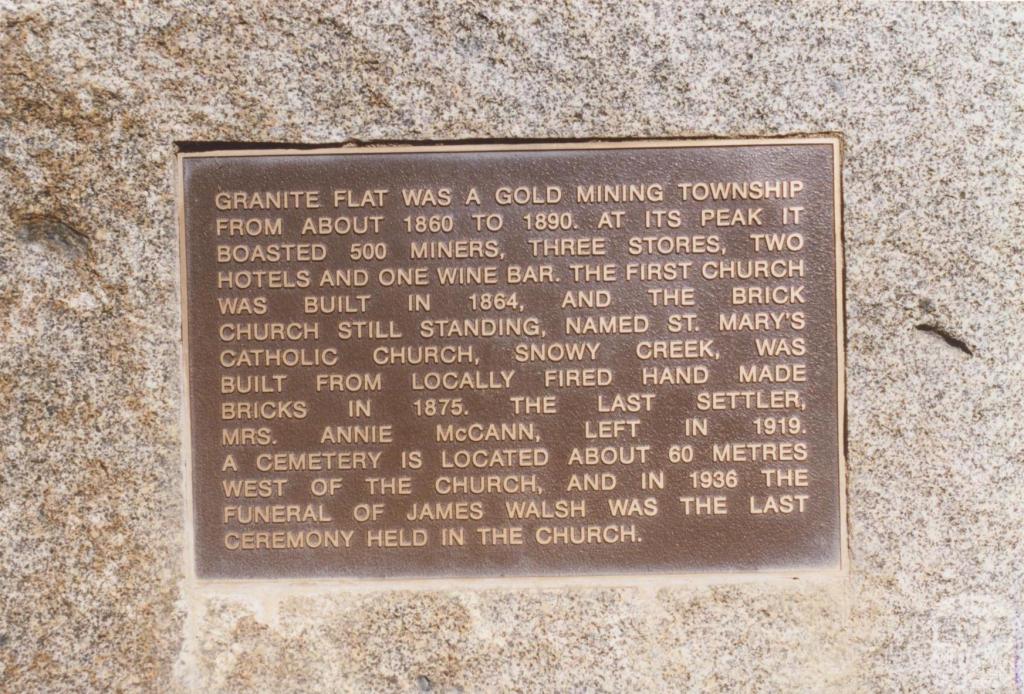 GRANITE FLAT WAS A GOLD MINING TOWNSHIP
FROM ABOUT 1860 TO 1890. AT ITS PEAK IT
BOASTED 500 MINERS, THREE STORES, TWO
HOTELS AND ONE WINE BAR. THE FIRST CHURCH
WAS BUILT IN 1864, AND THE BRICK
CHURCH STILL STANDING, NAMED ST. MARY'S
CATHOLIC CHURCH, SNOWY CREEK, WAS
BUILT FROM LOCALLY FIRED HAND MADE
BRICKS IN 1875. THE LAST SETTLER,
MRS. ANNIE McCANN, LEFT IN 1919.
A CEMETERY IS LOCATED ABOUT 60 METRES
WEST OF THE CHURCH, AND IN 1936 THE
FUNERAL OF JAMES WALSH WAS THE LAST
CEREMONY HELD IN THE CHURCH.